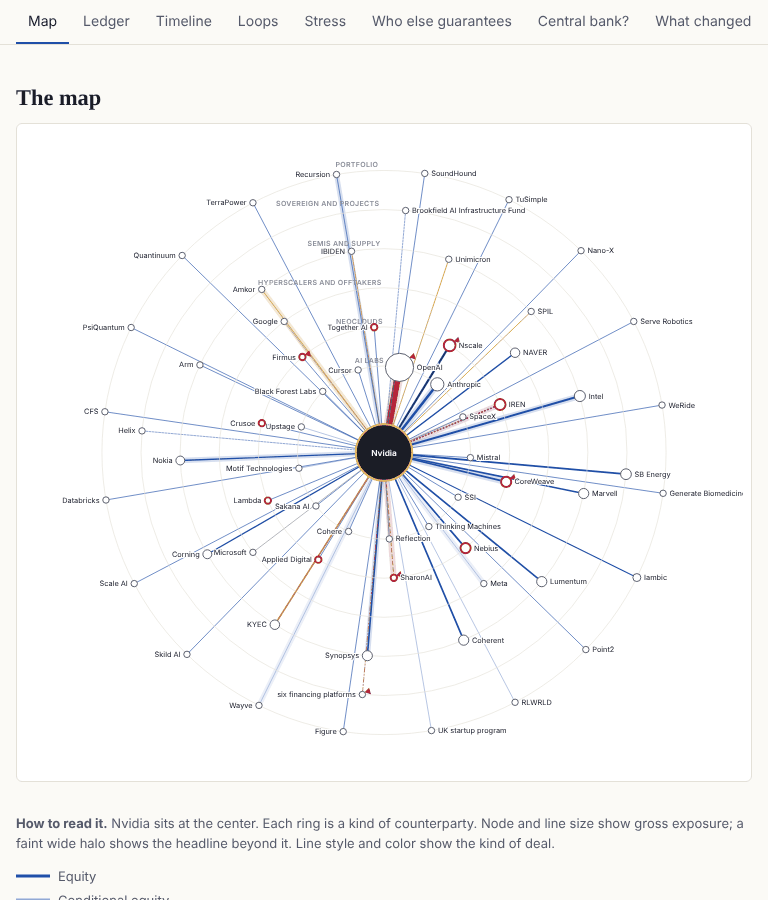 Map
Ledger
Timeline
Loops
Stress
Who else guarantees
Central bank?
What changed
The map
PORTFOLIO
Recursion
SoundHound
TerraPower
SOVEREIGN AND PROJECTS
TuSimple
Brookfield AI Infrastructure Fund
SEMIS AND SUPPLY
IBIDEN
Nano-X
Quantinuum
Unimicron
HYPERSCALERS AND OFFTAKERS
Amkor
SPIL
Google
NEOCLOUDS
Together AI
Serve Robotics
PsiQuantum
Nscale
Firmus
AI LABS
NAVER
Arm
Cursor
OpenAI
Anthropic
Black Forest Labs
Intel
IREN
WeRide
CFS
SpaceX
Crusoe
Upstage
Helix
Nvidia
Mistral
Nokia
Motif Technologies
SB Energy
CoreWeave
Marvell
Generate Biomedicin
Databricks
Lambda
Sakana AI
SSI
Thinking Machines
Cohere
Reflection
Nebius
Corning
Microsoft
Applied Digital
SharonAI
Meta
Lumentum
Iambic
Scale AI
KYEC
Coherent
Skild AI
Synopsys
Point2
six financing platforms
Wayve
RLWRLD
Figure
UK startup program
How to read it. Nvidia sits at the center. Each ring is a kind of counterparty. Node and line size show gross exposure; a
faint wide halo shows the headline beyond it. Line style and color show the kind of deal.
Equity
Conditional equity